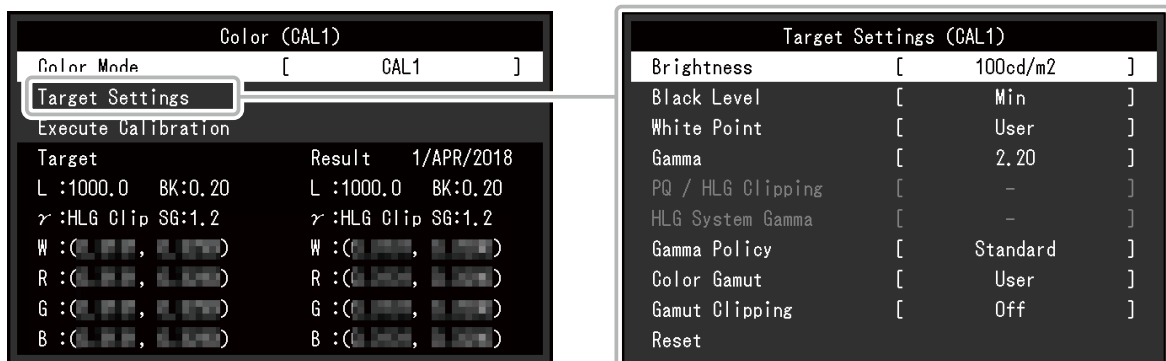 Color (CAL1)
Color Mode [ CAL1 ]
Target Settings
Execute Calibration
Target Result 1/APR/2018
L :1000.0 BK:0.20 L :1000.0 BK:0.20
γ :HLG Clip SG:1.2 γ :HLG Clip SG:1.2
W :( , ) W :( , )
R :( , ) R :( , )
G :( , ) G :( , )
B :( , ) B :( , )
Target Settings (CAL1)
Brightness [ 100cd/m2 ]
Black Level [ Min ]
White Point [ User ]
Gamma [ 2.20 ]
PQ / HLG Clipping [ – ]
HLG System Gamma [ – ]
Gamma Policy [ Standard ]
Color Gamut [ User ]
Gamut Clipping [ Off ]
Reset